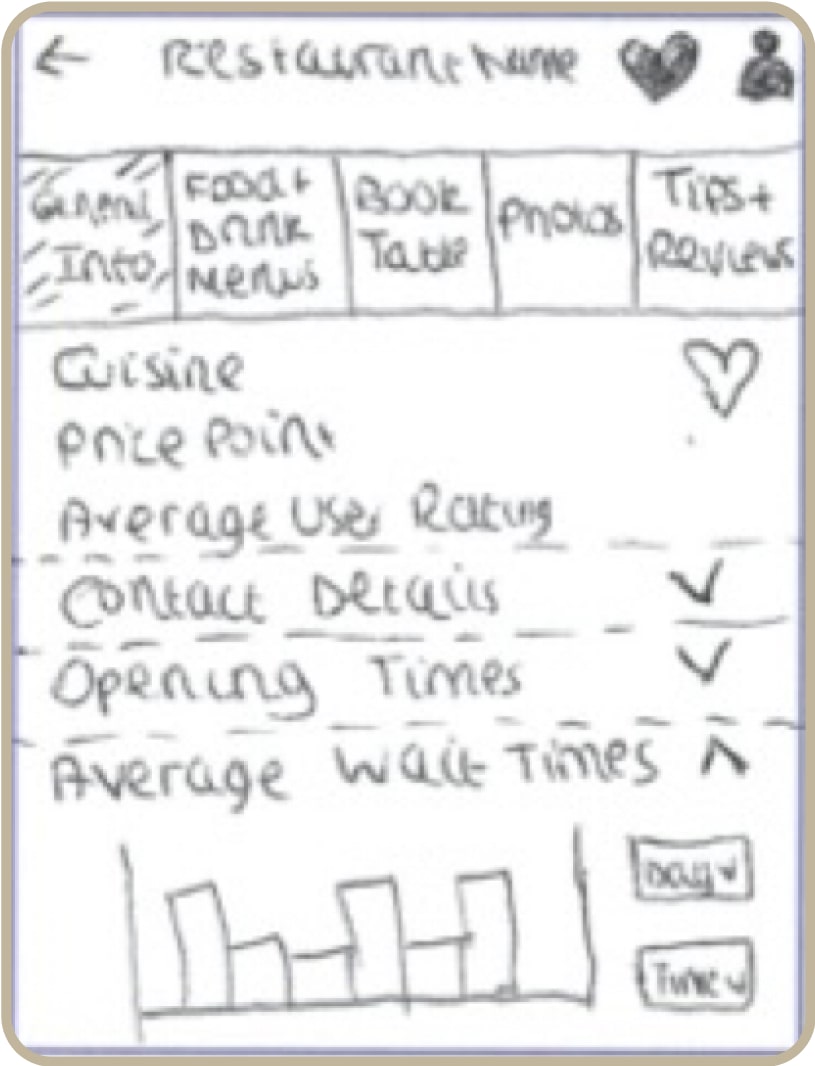 Restaurant Name
General Info
Food + Drink Menus
Book Table
Photos
Tips + Reviews
Cuisine
Price Point
Average User Rating
Contact Details
Opening Times
Average Wait Times
Day
Time